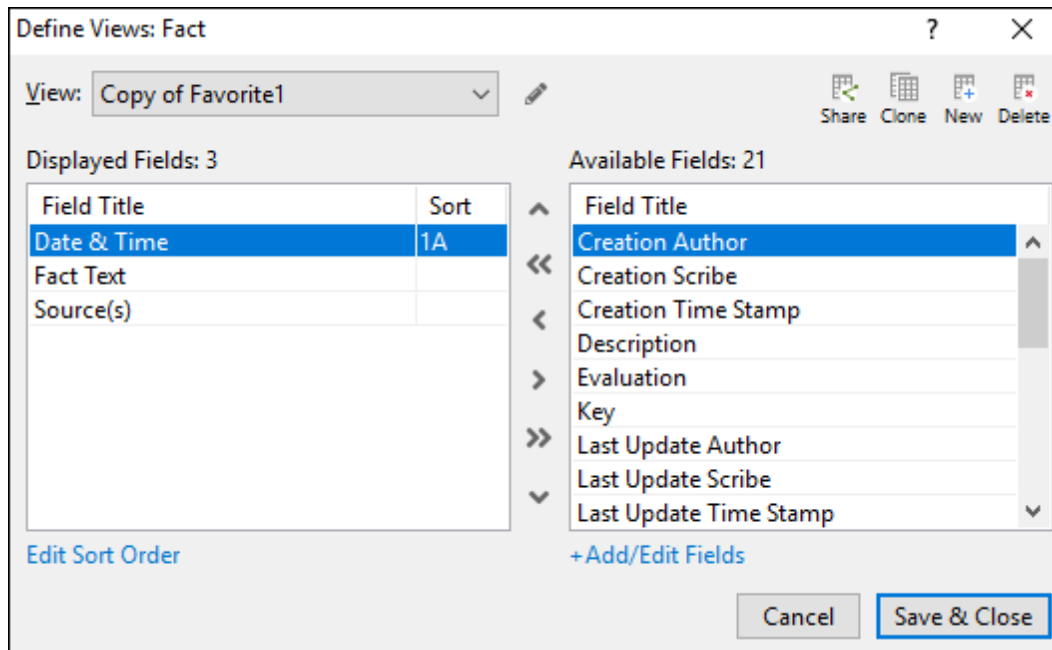 Define Views: Fact ?
View: Copy of Favorite1
Share Clone New Delete
Displayed Fields: 3
Field Title Sort
Date & Time 1A
Fact Text
Source(s)
Edit Sort Order
Available Fields: 21
Field Title
Creation Author
Creation Scribe
Creation Time Stamp
Description
Evaluation
Key
Last Update Author
Last Update Scribe
Last Update Time Stamp
+Add/Edit Fields
Cancel Save & Close